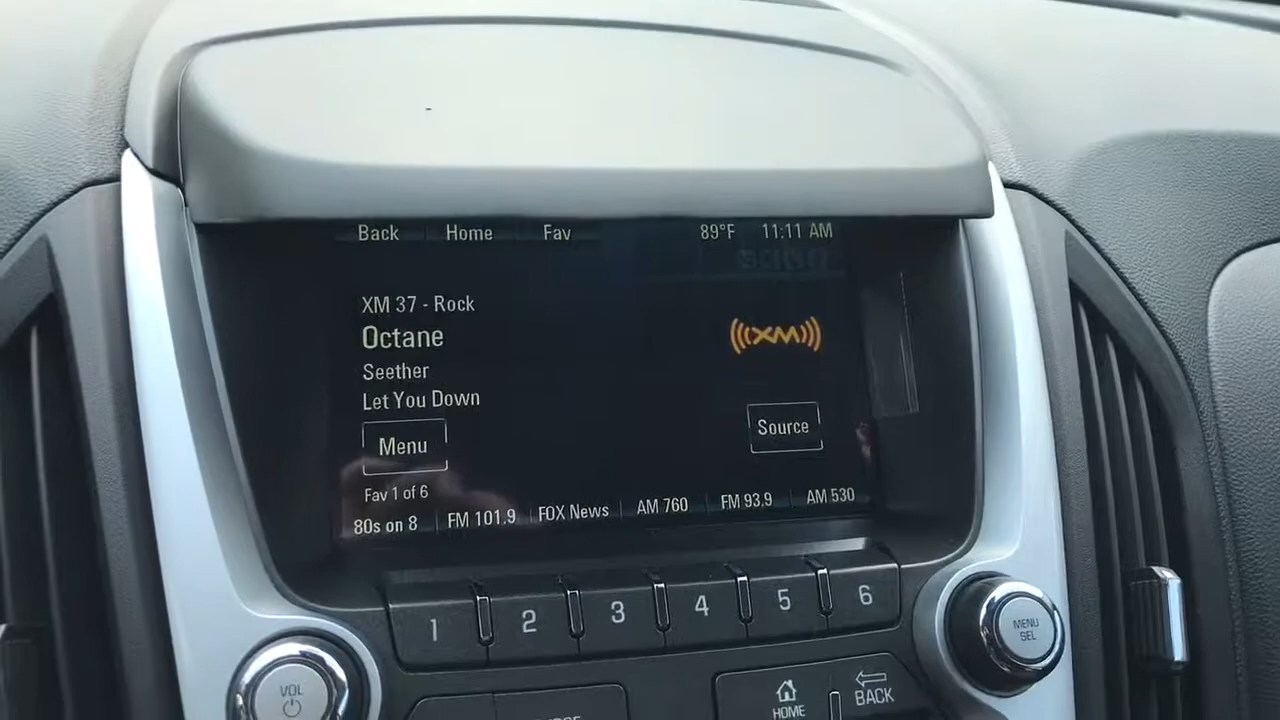 Back Home Fav 89°F 11:11 AM
XM 37 - Rock
Octane
XM
Seether
Let You Down
Menu
Source
Fav 1 of 6
80s on 8 FM 101.9 FOX News AM 760 FM 93.9 AM 530
1 2 3 4 5 6
MENU
SEL
VOL
HOME
BACK